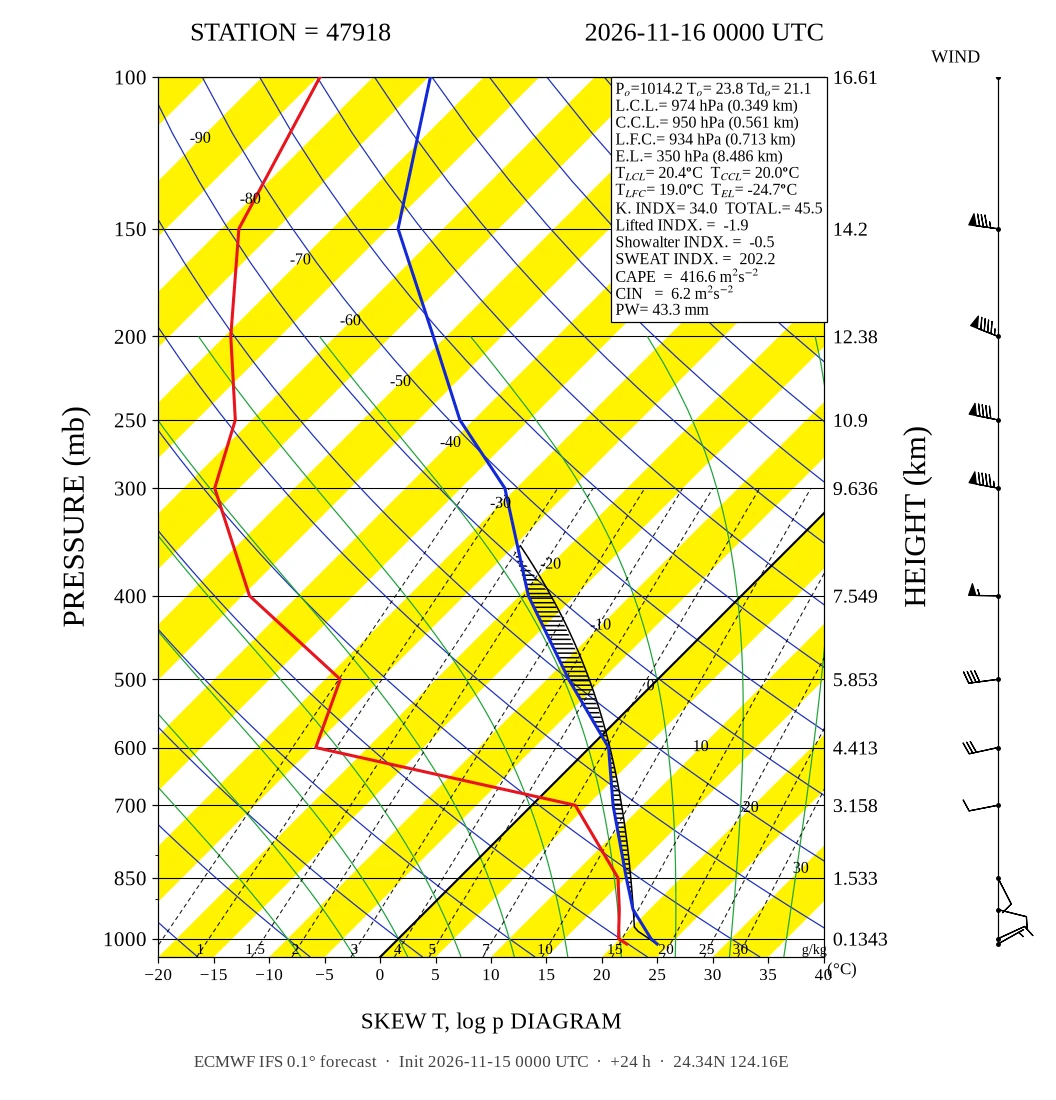 STATION = 47918 2026-11-16 0000 UTC
WIND
100 16.61
Po=1014.2 To= 23.8 Tdo= 21.1
L.C.L.= 974 hPa (0.349 km)
C.C.L.= 950 hPa (0.561 km)
L.F.C.= 934 hPa (0.713 km)
E.L.= 350 hPa (8.486 km)
TLCL= 20.4°C TCCL= 20.0°C
TLFC= 19.0°C TEL= -24.7°C
K. INDX= 34.0 TOTAL.= 45.5
Lifted INDX. = -1.9
Showalter INDX. = -0.5
SWEAT INDX. = 202.2
CAPE = 416.6 m²s⁻²
CIN = 6.2 m²s⁻²
PW= 43.3 mm
-90
-80
150 14.2
-70
-60
200 12.38
-50
250 10.9
-40
300 9.636
-30
-20
400 7.549
-10
500 5.853
0
600 4.413
10
700 3.158
20
850 1.533
30
1000 0.1343
1 1.5 2 3 4 5 7 10 15 20 25 30 g/kg
−20 −15 −10 −5 0 5 10 15 20 25 30 35 40 (°C)
PRESSURE (mb)
HEIGHT (km)
SKEW T, log p DIAGRAM
ECMWF IFS 0.1° forecast · Init 2026-11-15 0000 UTC · +24 h · 24.34N 124.16E